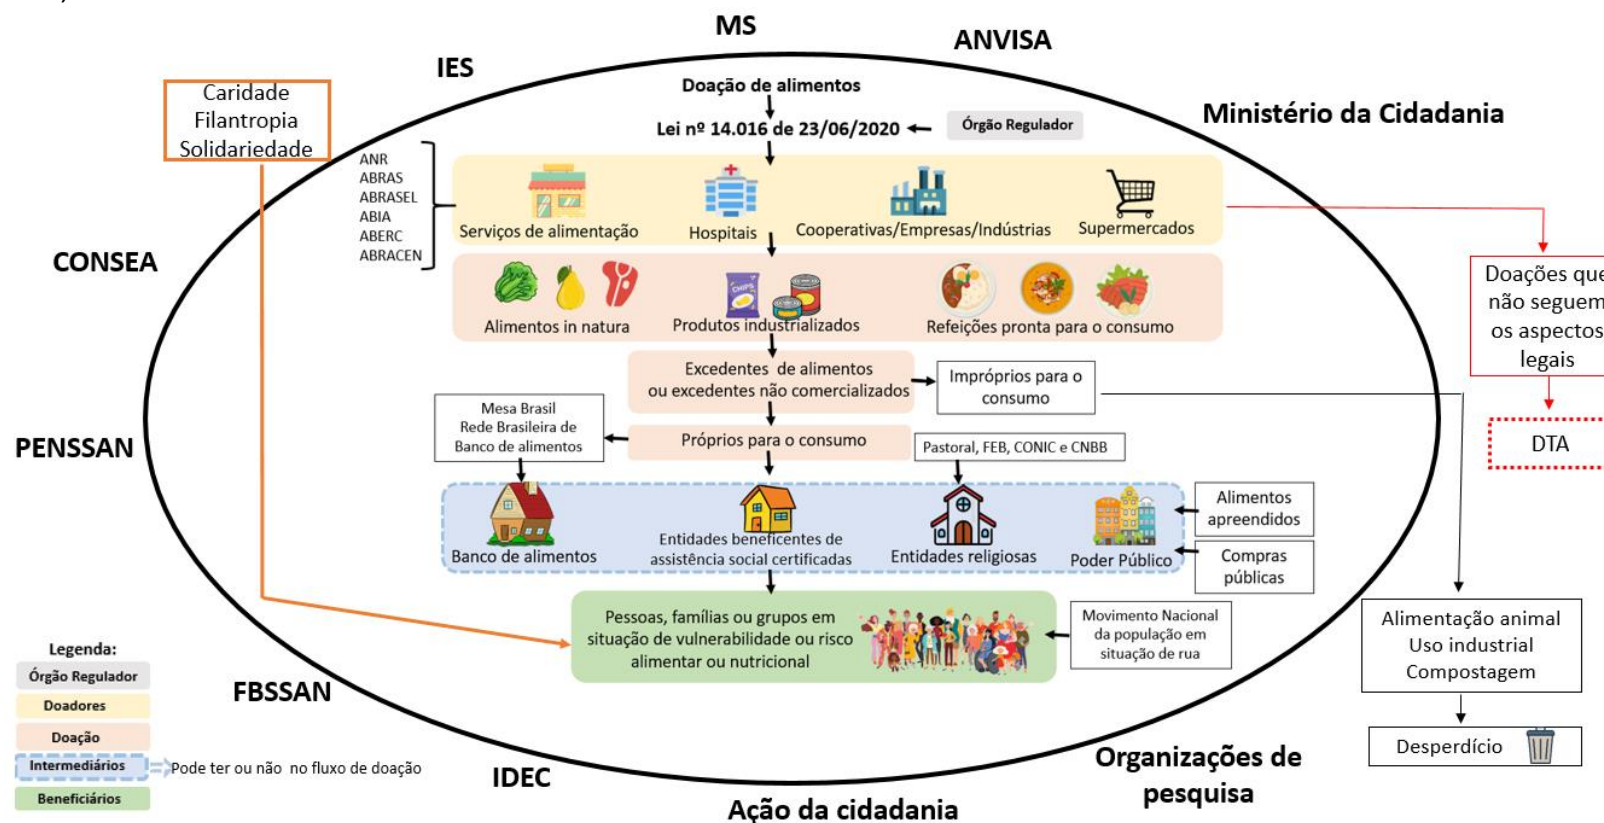 MS
ANVISA
IES
Ministério da Cidadania
CONSEA
PENSSAN
FBSSAN
IDEC
Ação da cidadania
Organizações de
pesquisa
Caridade
Filantropia
Solidariedade
Doação de alimentos
Lei nº 14.016 de 23/06/2020
Órgão Regulador
ANR
ABRAS
ABRASEL
ABIA
ABERC
ABRACEN
Serviços de alimentação
Hospitais
Cooperativas/Empresas/Indústrias
Supermercados
Alimentos in natura
CHIPS
Produtos industrializados
Refeições pronta para o consumo
Excedentes de alimentos
ou excedentes não comercializados
Impróprios para o
consumo
Mesa Brasil
Rede Brasileira de
Banco de alimentos
Próprios para o consumo
Pastoral, FEB, CONIC e CNBB
Banco de alimentos
Entidades beneficentes de
assistência social certificadas
Entidades religiosas
Poder Público
Alimentos
apreendidos
Compras
públicas
Pessoas, famílias ou grupos em
situação de vulnerabilidade ou risco
alimentar ou nutricional
Movimento Nacional
da população em
situação de rua
Doações que
não seguem
os aspectos
legais
DTA
Alimentação animal
Uso industrial
Compostagem
Desperdício
Legenda:
Órgão Regulador
Doadores
Doação
Intermediários
Pode ter ou não no fluxo de doação
Beneficiários